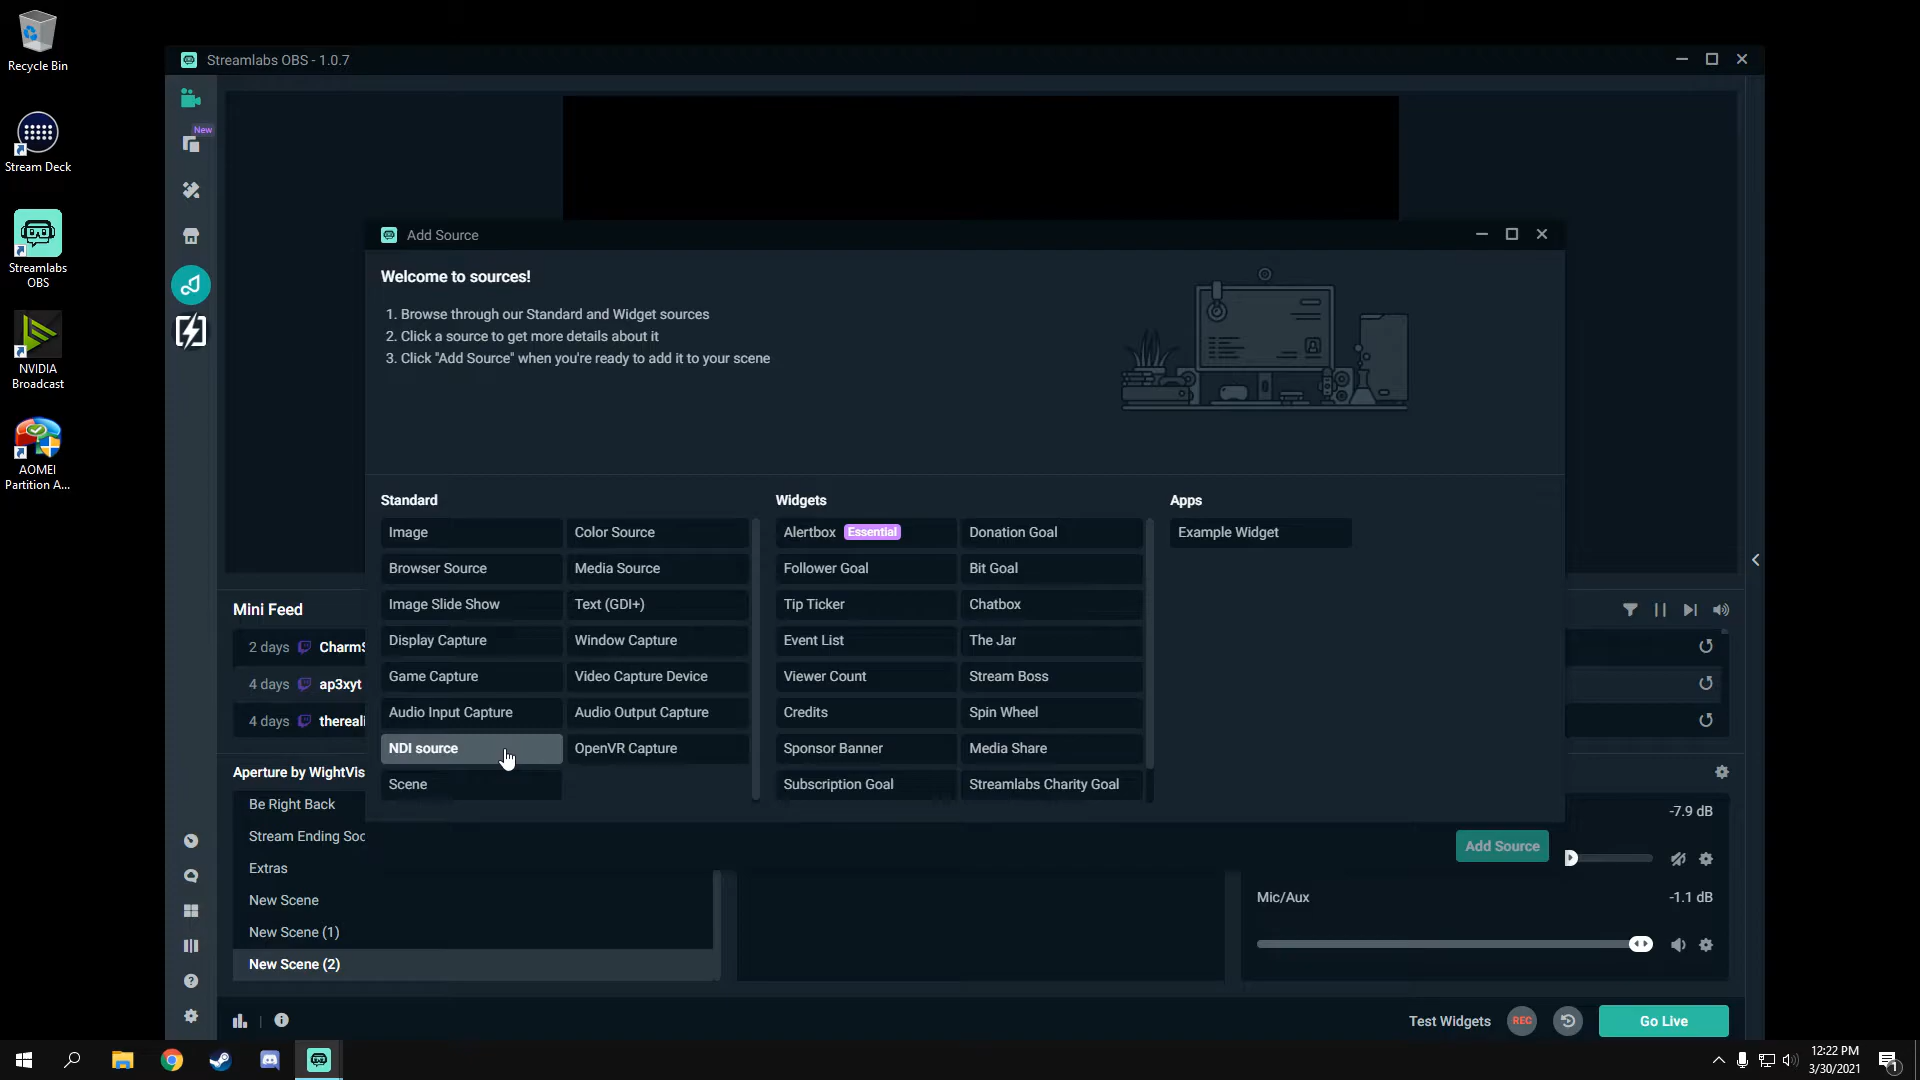 Recycle Bin
Stream Deck
Streamlabs
OBS
NVIDIA
Broadcast
AOMEI
Partition A...
Streamlabs OBS - 1.0.7
New
Add Source
Welcome to sources!
1. Browse through our Standard and Widget sources
2. Click a source to get more details about it
3. Click "Add Source" when you're ready to add it to your scene
Standard
Image
Color Source
Browser Source
Media Source
Image Slide Show
Text (GDI+)
Display Capture
Window Capture
Game Capture
Video Capture Device
Audio Input Capture
Audio Output Capture
NDI source
OpenVR Capture
Scene
Widgets
Alertbox Essential
Donation Goal
Follower Goal
Bit Goal
Tip Ticker
Chatbox
Event List
The Jar
Viewer Count
Stream Boss
Credits
Spin Wheel
Sponsor Banner
Media Share
Subscription Goal
Streamlabs Charity Goal
Apps
Example Widget
Add Source
Mini Feed
2 days CharmS
4 days ap3xyt
4 days thereali
Aperture by WightVis
Be Right Back
Stream Ending Soo
Extras
New Scene
New Scene (1)
New Scene (2)
-7.9 dB
Mic/Aux -1.1 dB
Test Widgets REC Go Live
12:22 PM
3/30/2021
1